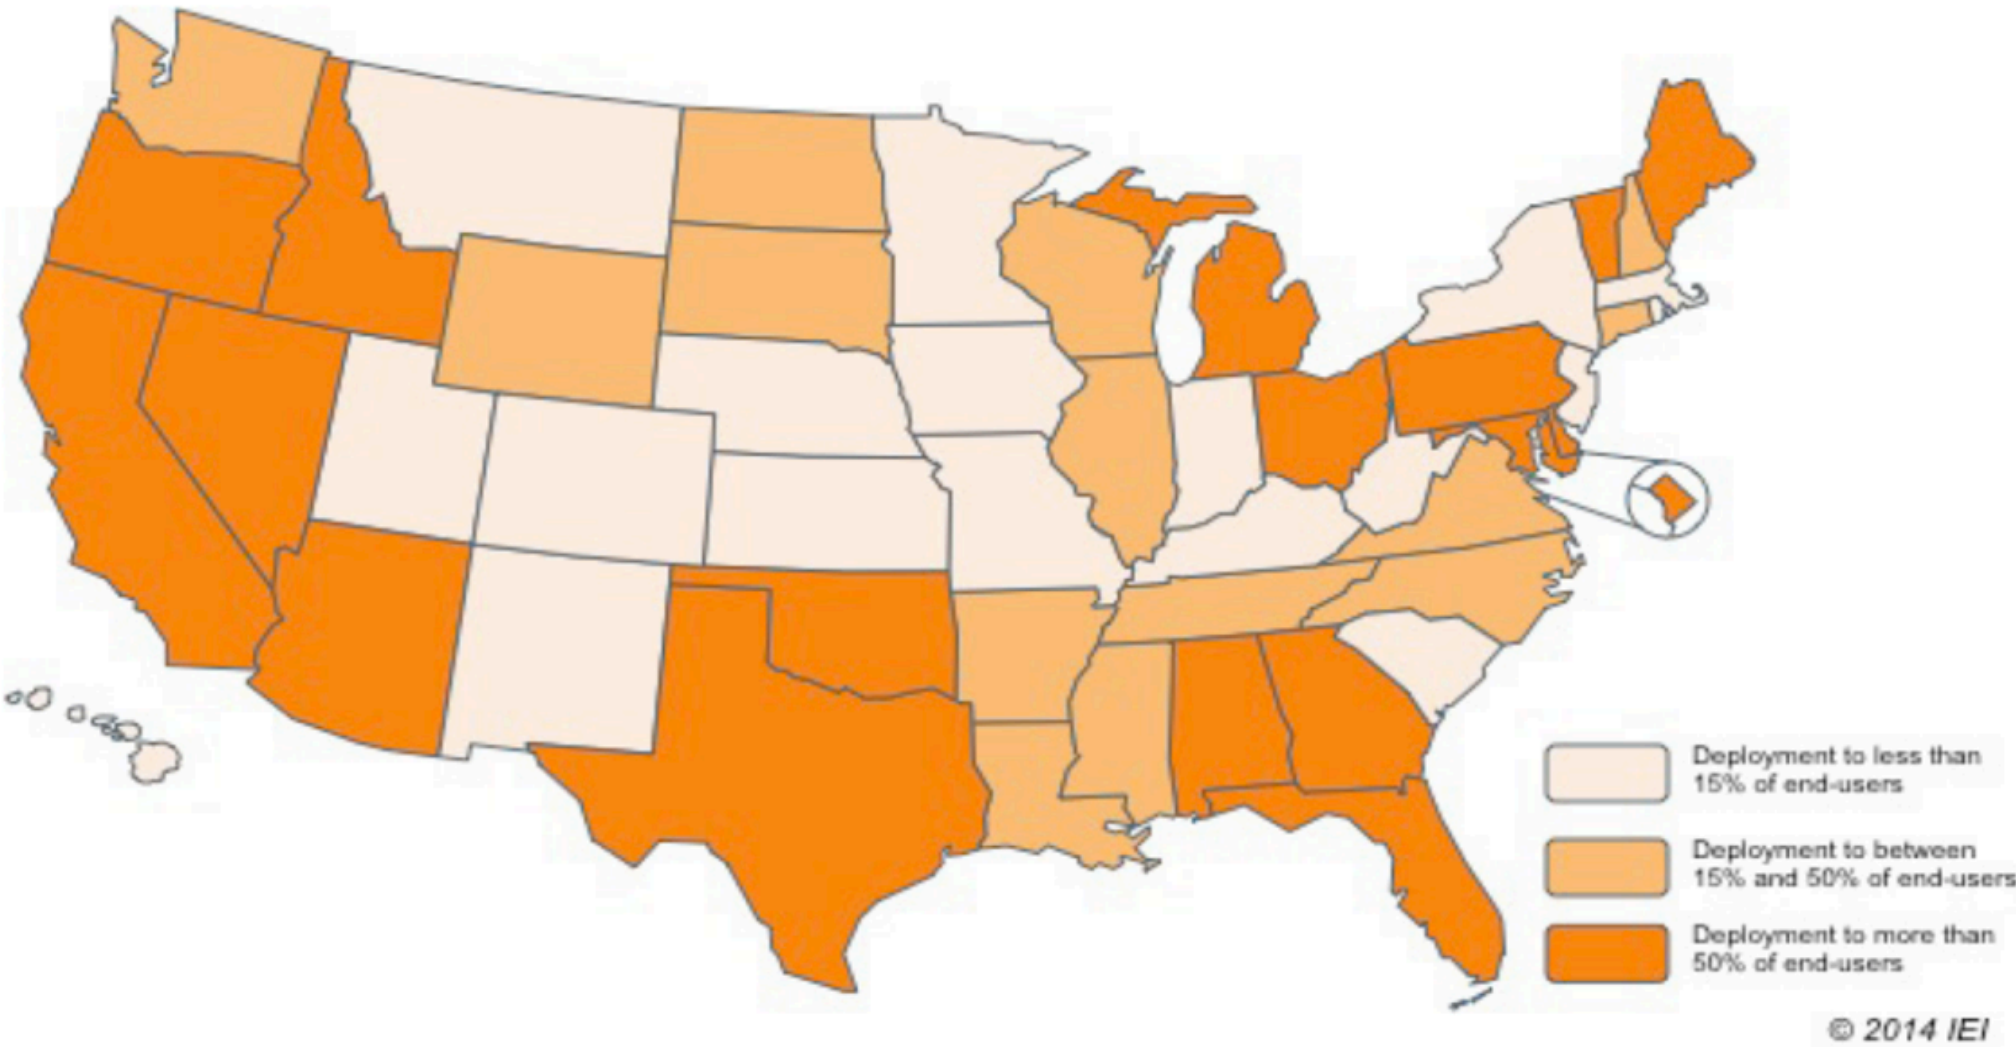 Deployment to less than
15% of end-users
Deployment to between
15% and 50% of end-users
Deployment to more than
50% of end-users
© 2014 IEI